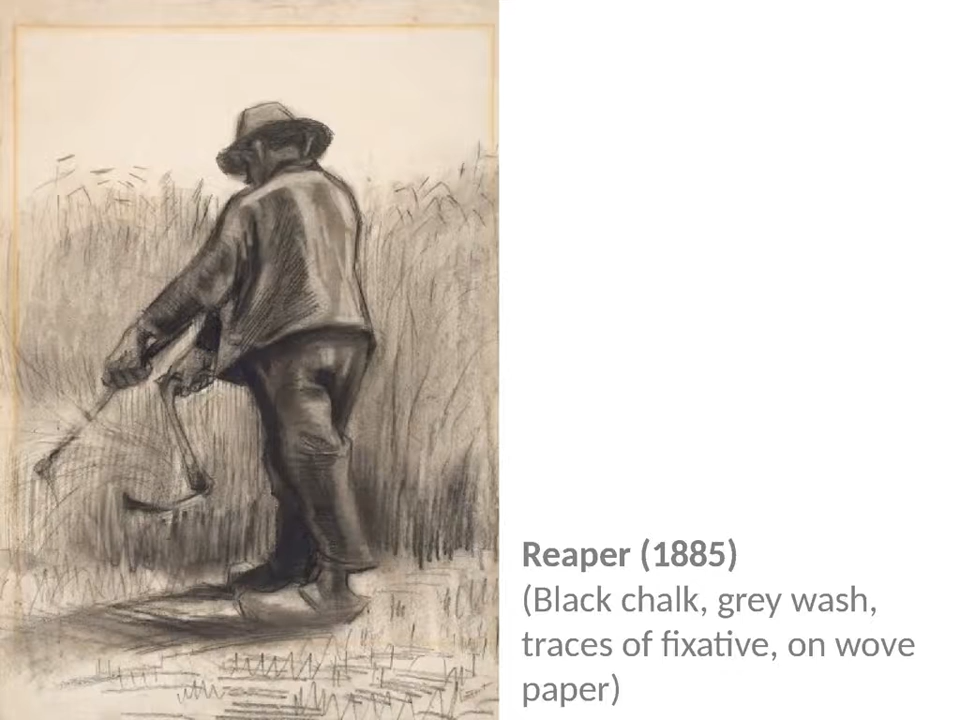 Reaper (1885)
(Black chalk, grey wash,
traces of fixative, on wove
paper)